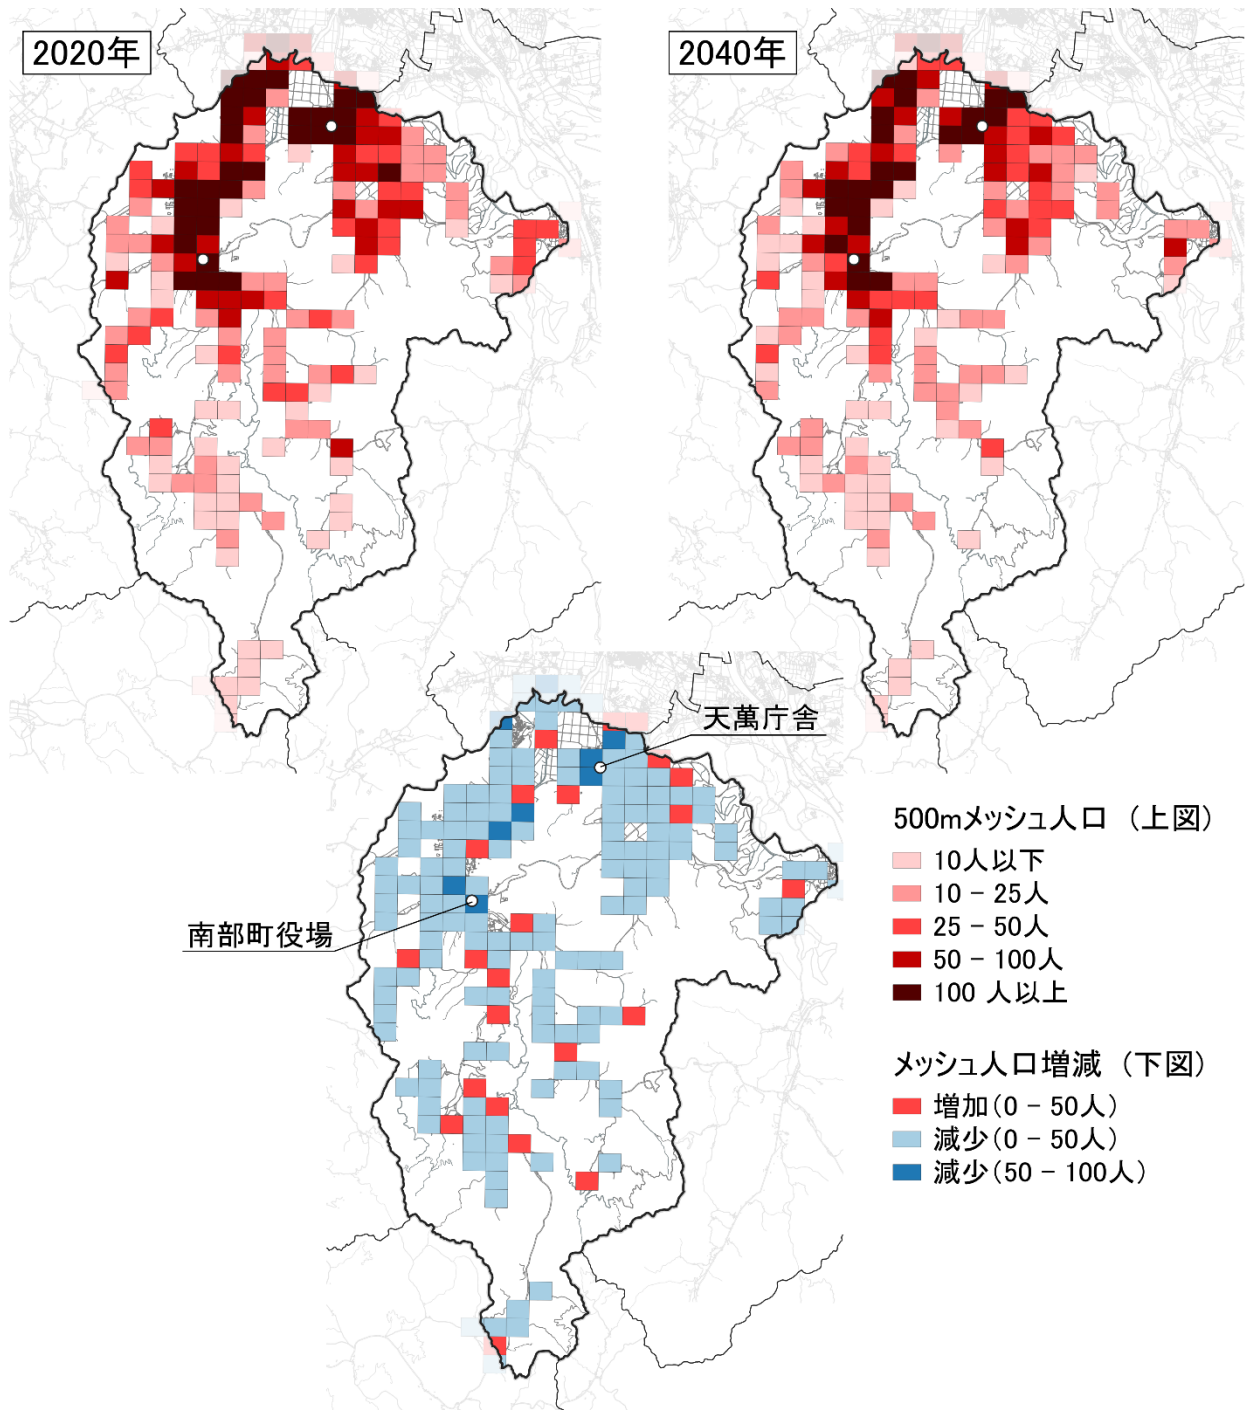 2020年
2040年
天萬庁舎
南部町役場
500mメッシュ人口 (上図)
10人以下
10 - 25人
25 - 50人
50 - 100人
100 人以上
メッシュ人口増減 (下図)
増加(0 - 50人)
減少(0 - 50人)
減少(50 - 100人)